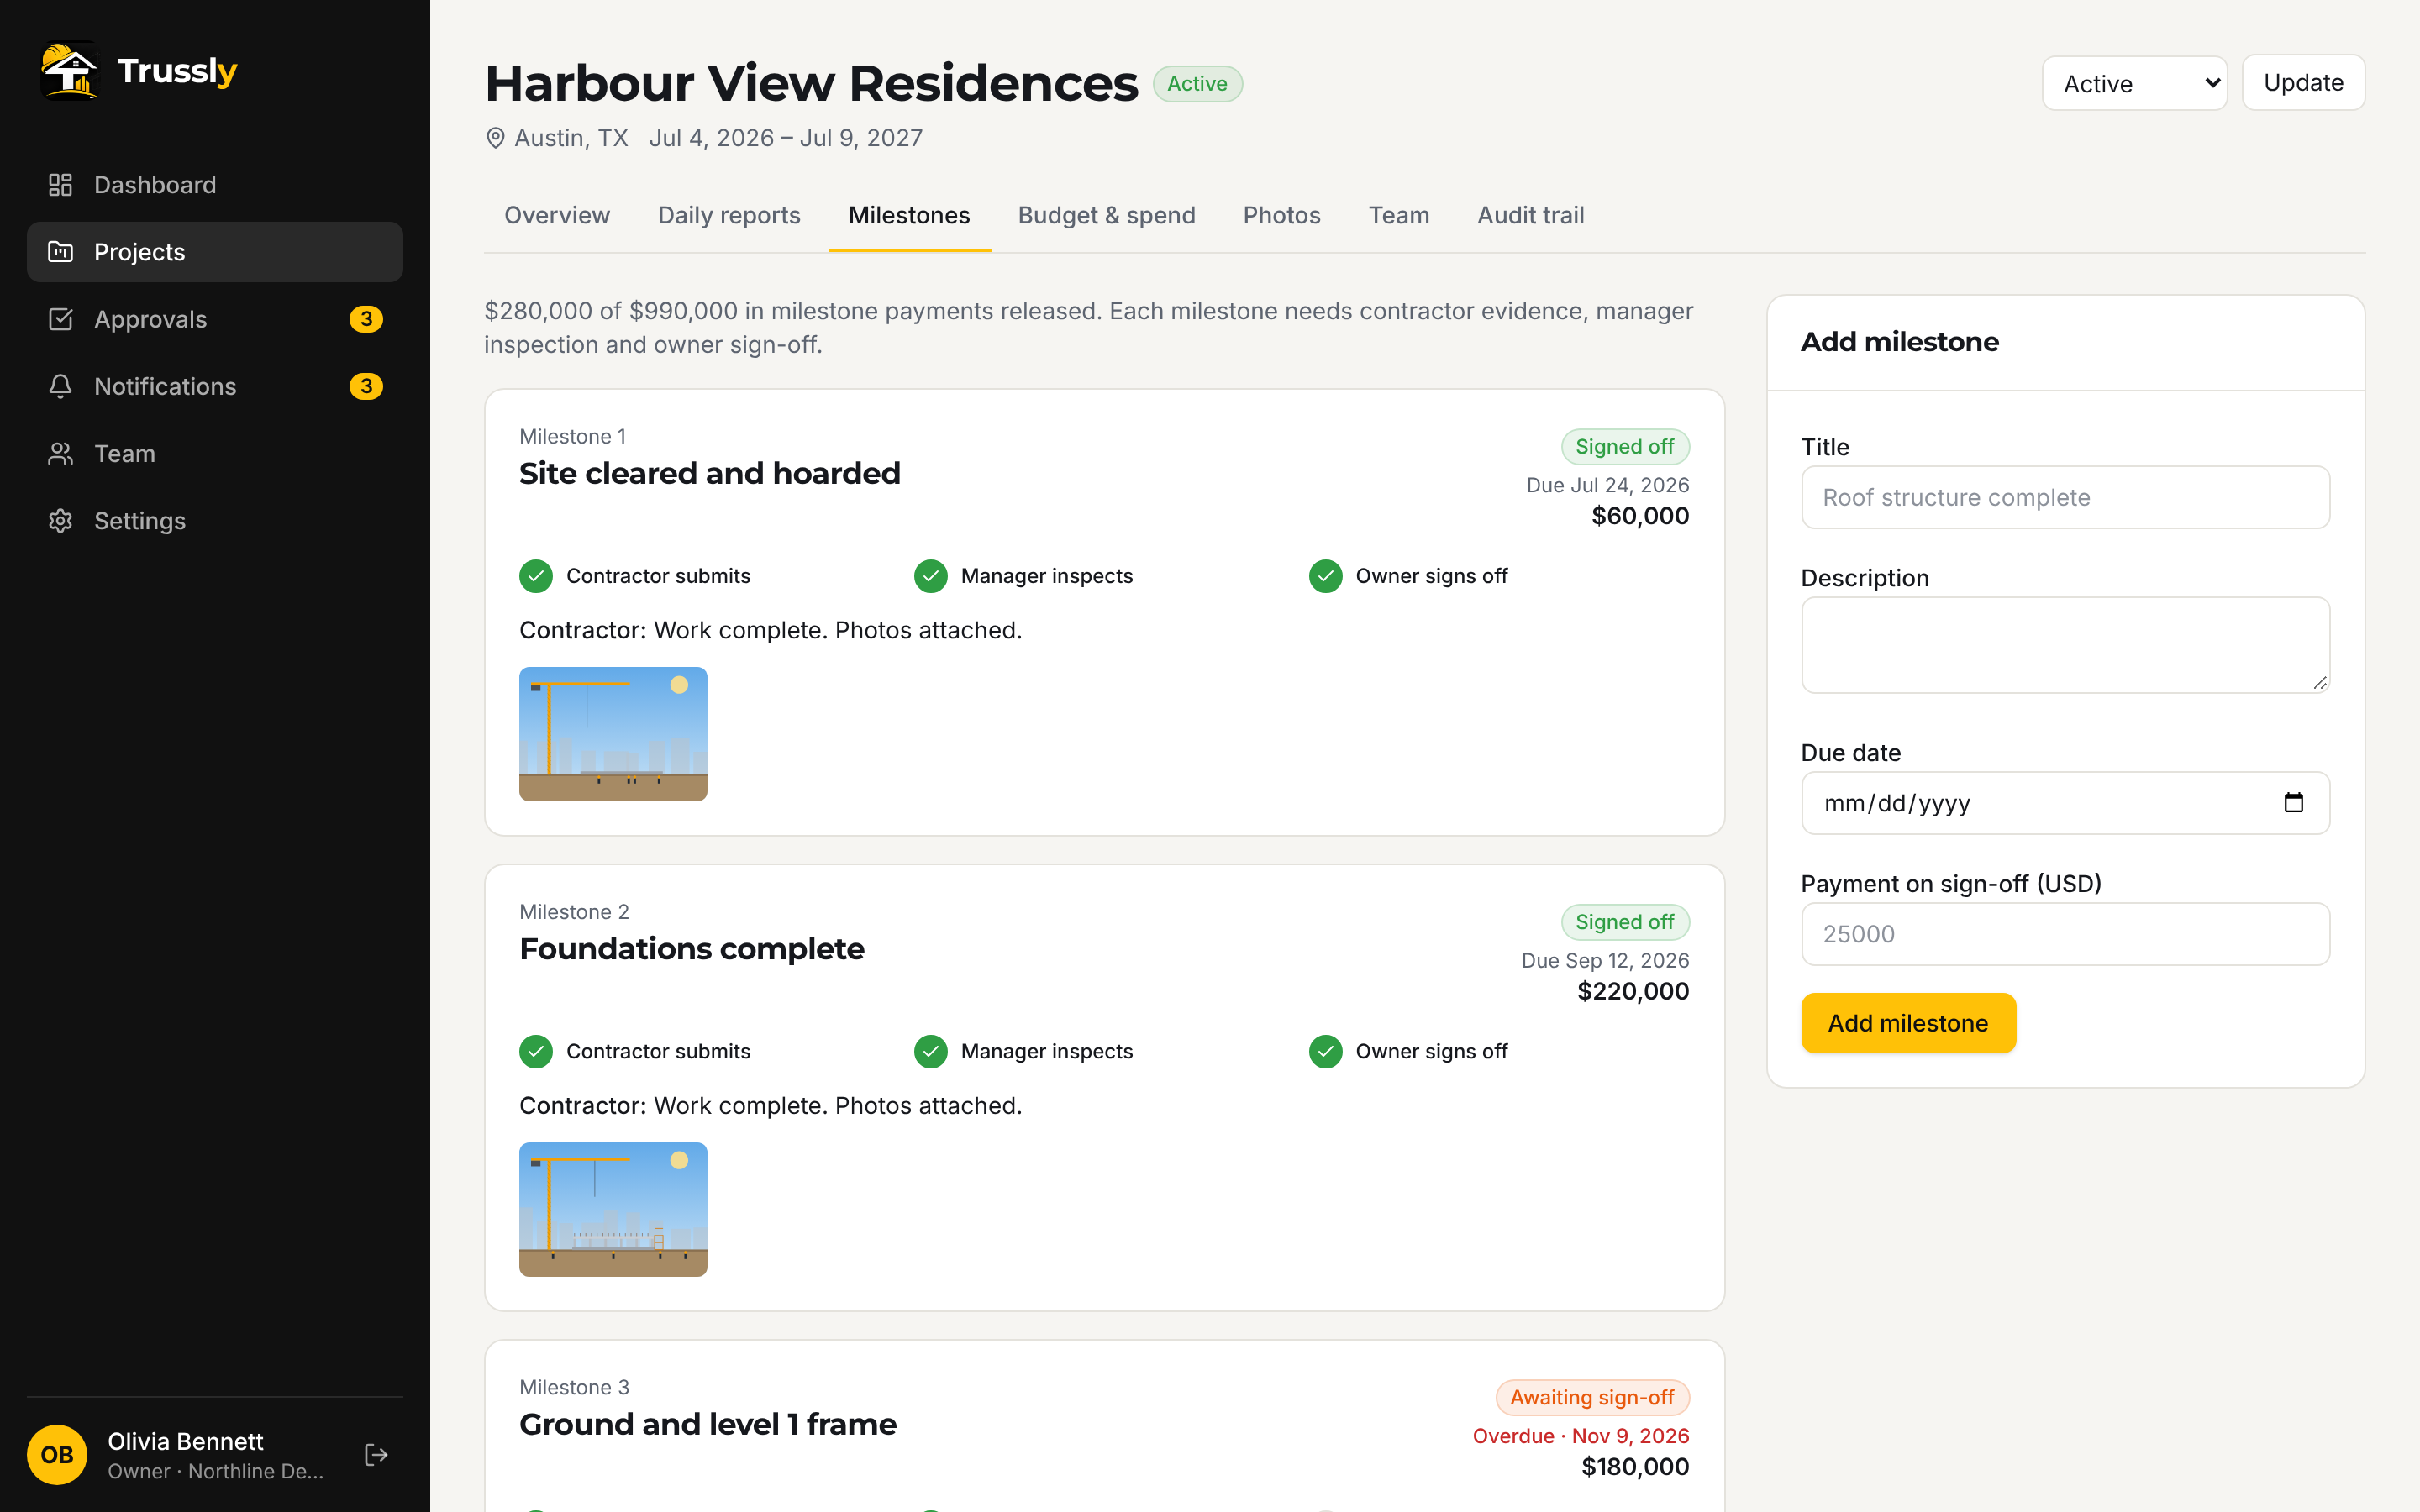 Trussly
Dashboard
Projects
Approvals 3
Notifications 3
Team
Settings
OB
Olivia Bennett
Owner · Northline De...
Harbour View Residences
Active
Active
Update
Austin, TX Jul 4, 2026 – Jul 9, 2027
Overview
Daily reports
Milestones
Budget & spend
Photos
Team
Audit trail
$280,000 of $990,000 in milestone payments released. Each milestone needs contractor evidence, manager
inspection and owner sign-off.
Milestone 1
Site cleared and hoarded
Signed off
Due Jul 24, 2026
$60,000
Contractor submits
Manager inspects
Owner signs off
Contractor: Work complete. Photos attached.
Milestone 2
Foundations complete
Signed off
Due Sep 12, 2026
$220,000
Contractor submits
Manager inspects
Owner signs off
Contractor: Work complete. Photos attached.
Milestone 3
Ground and level 1 frame
Awaiting sign-off
Overdue · Nov 9, 2026
$180,000
Add milestone
Title
Roof structure complete
Description
Due date
mm/dd/yyyy
Payment on sign-off (USD)
25000
Add milestone